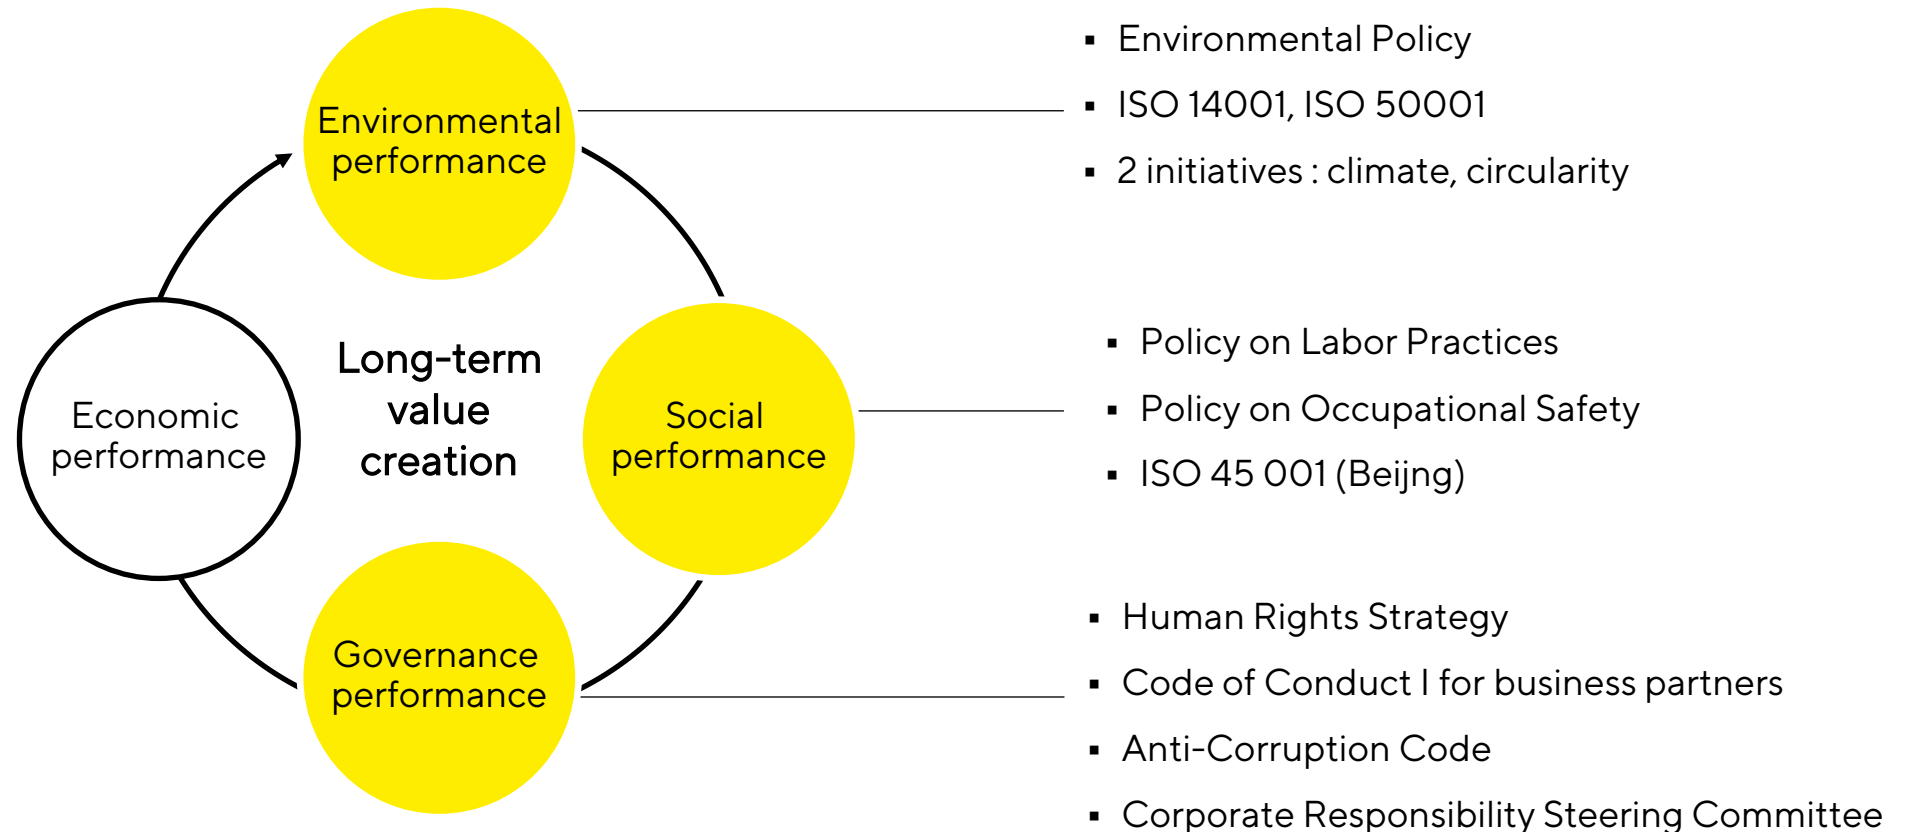 Environmental
performance
▪ Environmental Policy
▪ ISO 14001, ISO 50001
▪ 2 initiatives : climate, circularity
Economic
performance
Long-term
value
creation
Social
performance
▪ Policy on Labor Practices
▪ Policy on Occupational Safety
▪ ISO 45 001 (Beijng)
Governance
performance
▪ Human Rights Strategy
▪ Code of Conduct I for business partners
▪ Anti-Corruption Code
▪ Corporate Responsibility Steering Committee